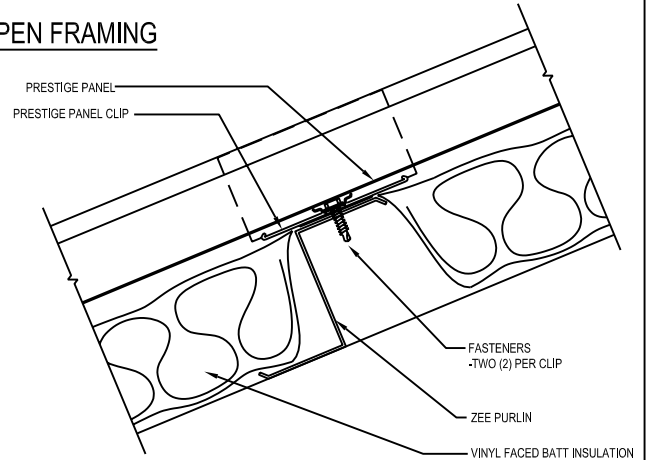 PEN FRAMING
PRESTIGE PANEL
PRESTIGE PANEL CLIP
FASTENERS
-TWO (2) PER CLIP
ZEE PURLIN
VINYL FACED BATT INSULATION